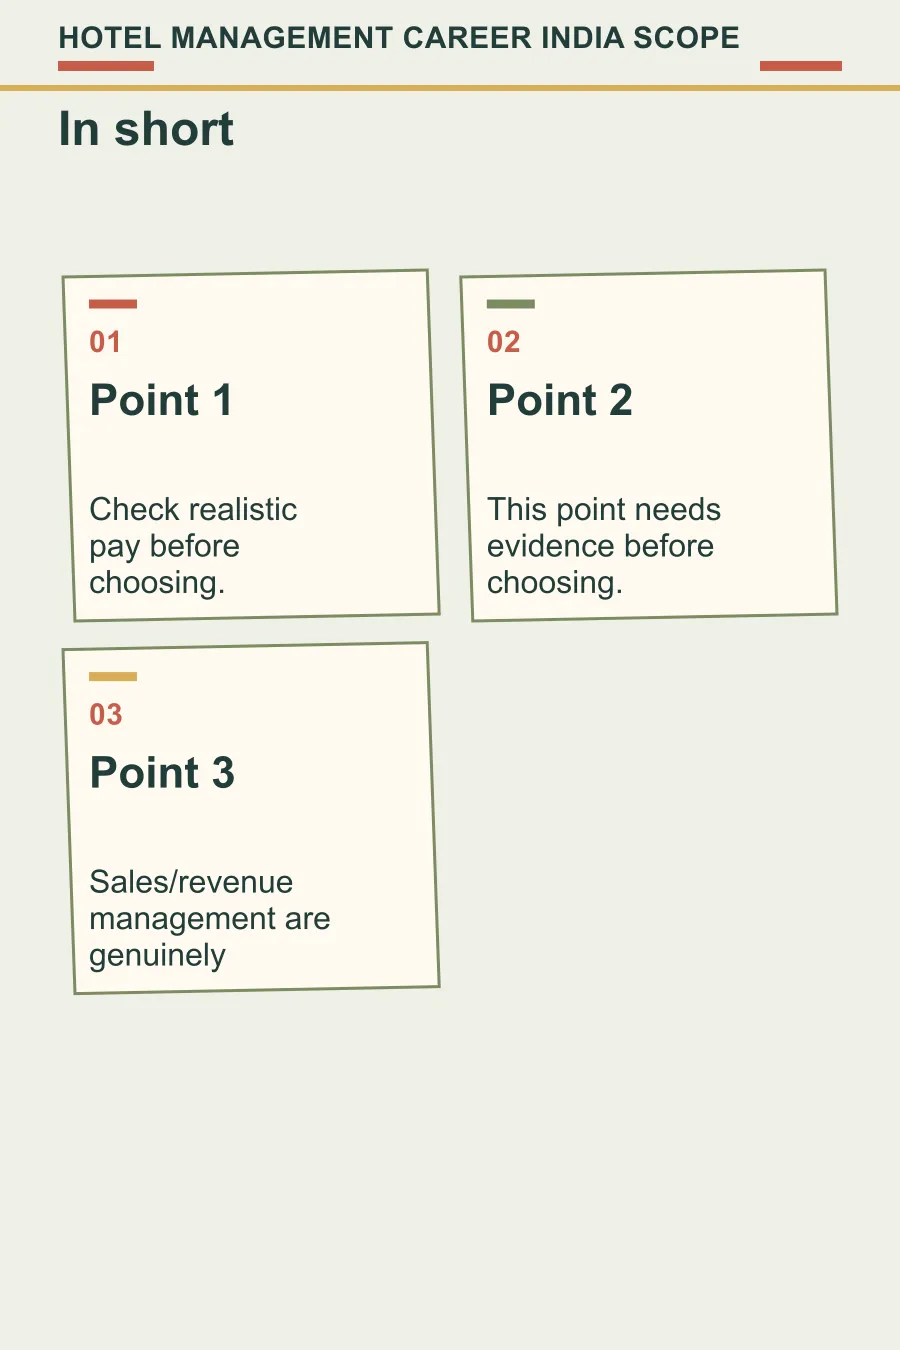 HOTEL MANAGEMENT CAREER INDIA SCOPE
In short
01
Point 1
Check realistic
pay before
choosing.
02
Point 2
This point needs
evidence before
choosing.
03
Point 3
Sales/revenue
management are
genuinely